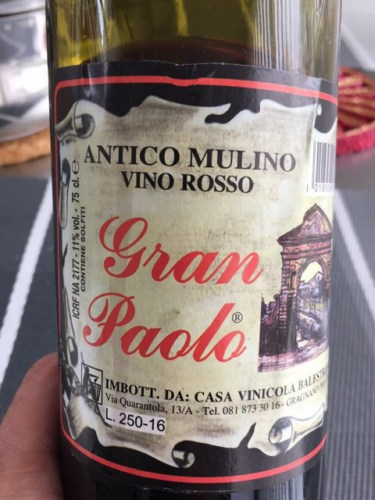 ANTICO MULINO
VINO ROSSO
Gran
Paolo®
IMBOTT. DA: CASA VINICOLA
Via Quarantola, 13/A - Tel. 081 873 30 16 - GRAGNANO
L. 250-16
ICRF NA 2177 - 11% vol. - 75 cl. e
CONTIENE SOLFITI